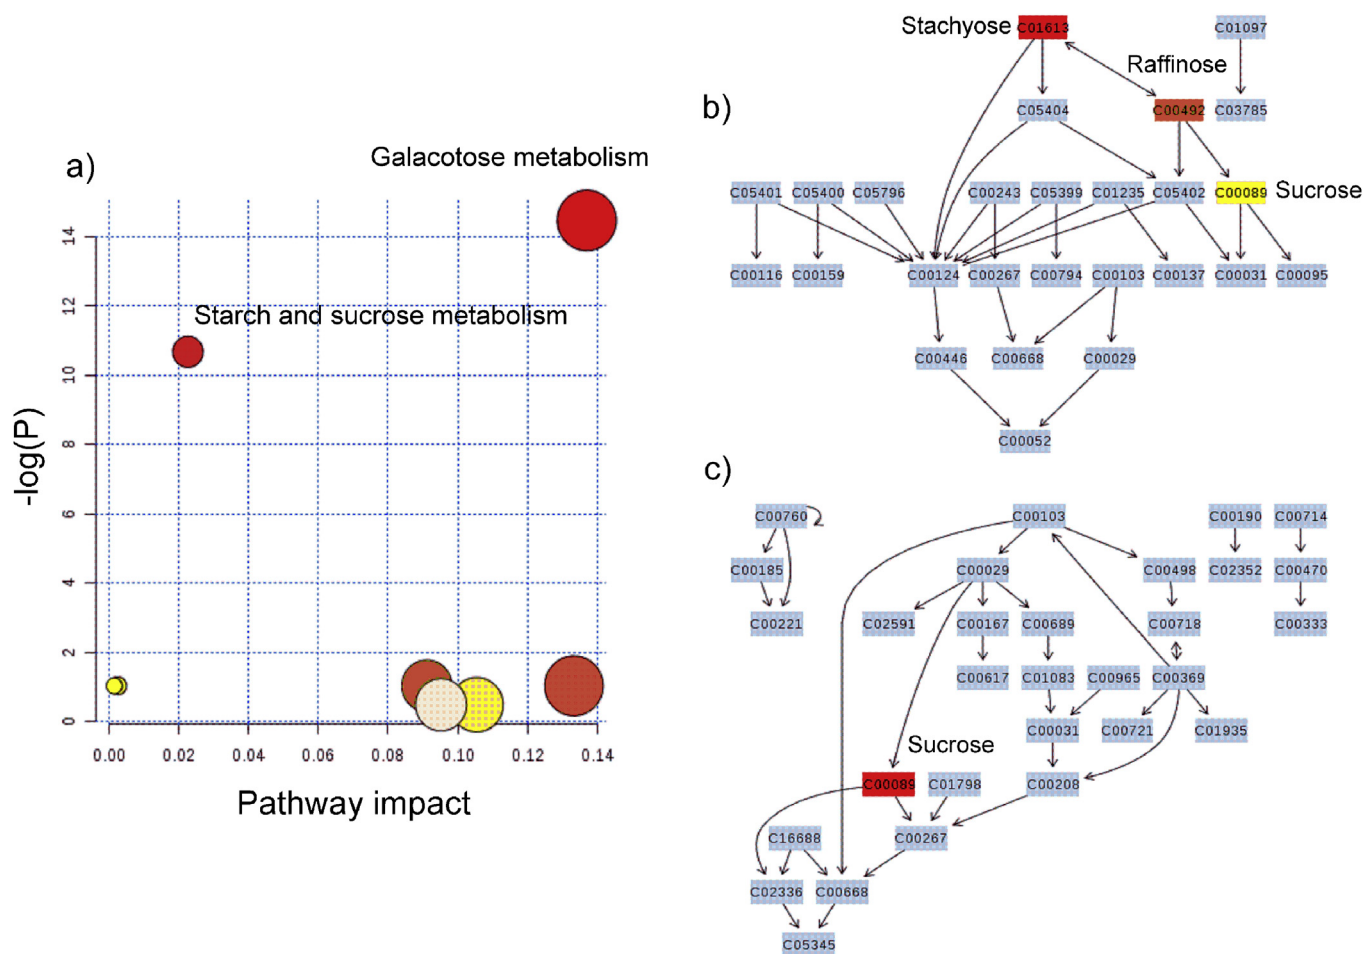 a)
Galacotose metabolism
Starch and sucrose metabolism
-log(P)
14
12
10
8
6
4
2
0
0.00 0.02 0.04 0.06 0.08 0.10 0.12 0.14
Pathway impact
b)
Stachyose C01613 C01097
Raffinose
C05404 C00492 C03785
C05401 C05400 C05796 C00243 C05399 C01235 C05402 C00089 Sucrose
C00116 C00159 C00124 C00267 C00794 C00103 C00137 C00031 C00095
C00446 C00668 C00029
C00052
c)
C00760 C00103 C00190 C00714
C00185 C00029 C00498 C02352 C00470
C00221 C02591 C00167 C00689 C00718 C00333
C00617 C01083 C00965 C00369
C00031 C00721 C01935
Sucrose
C00089 C01798 C00208
C16688 C00267
C02336 C00668
C05345